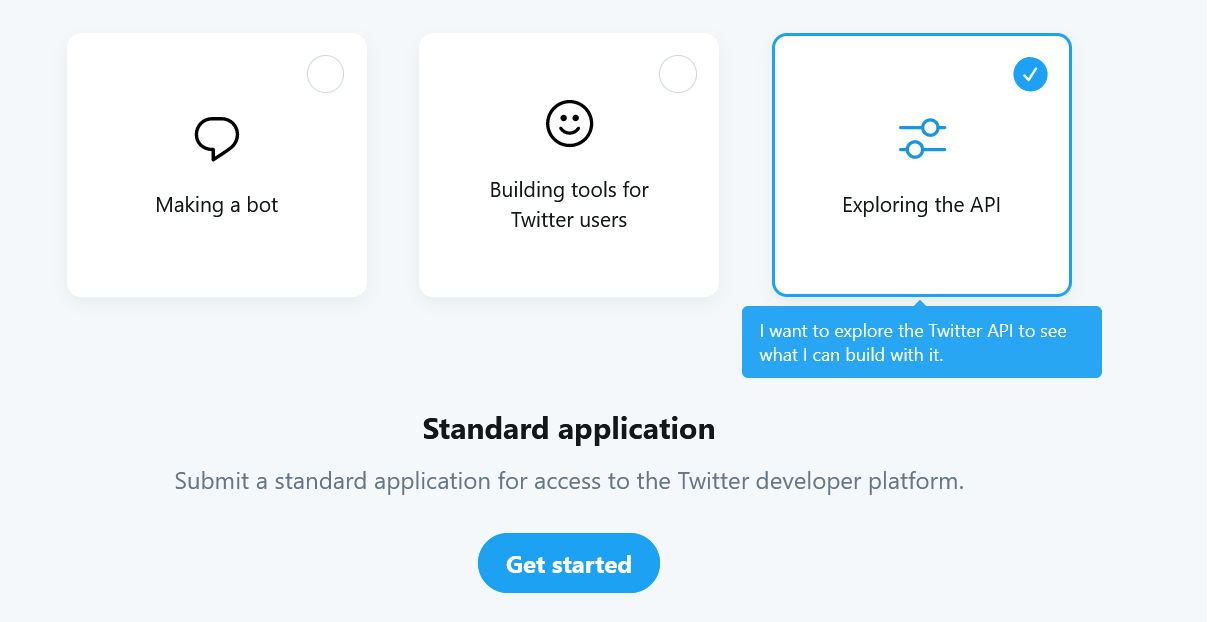 Making a bot
Building tools for
Twitter users
Exploring the API
I want to explore the Twitter API to see
what I can build with it.
Standard application
Submit a standard application for access to the Twitter developer platform.
Get started